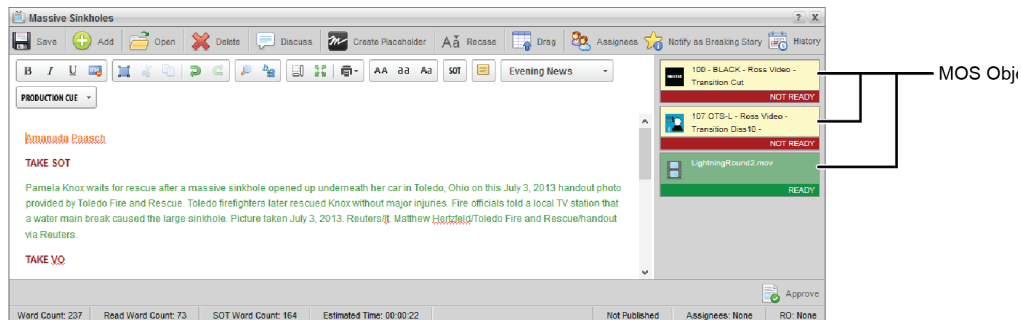 Massive Sinkholes ? X
Save Add Open Delete Discuss Create Placeholder Aä Recase Drag Assignees Notify as Breaking Story History
B I U AA aa Aa SOT Evening News
PRODUCTION CUE
100 - BLACK - Ross Video -
Transition Cut
NOT READY
107 OTS-L - Ross Video -
Transition Diss10 -
NOT READY
LightningRound2.mov
READY
MOS Obje
Amanada Paasch
TAKE SOT
Pamela Knox waits for rescue after a massive sinkhole opened up underneath her car in Toledo, Ohio on this July 3, 2013 handout photo
provided by Toledo Fire and Rescue. Toledo firefighters later rescued Knox without major injuries. Fire officials told a local TV station that
a water main break caused the large sinkhole. Picture taken July 3, 2013. Reuters/lt. Matthew Hertzfeld/Toledo Fire and Rescue/handout
via Reuters.
TAKE VO
Approve
Word Count: 237 Read Word Count: 73 SOT Word Count: 164 Estimated Time: 00:00:22 Not Published Assignees: None RO: None